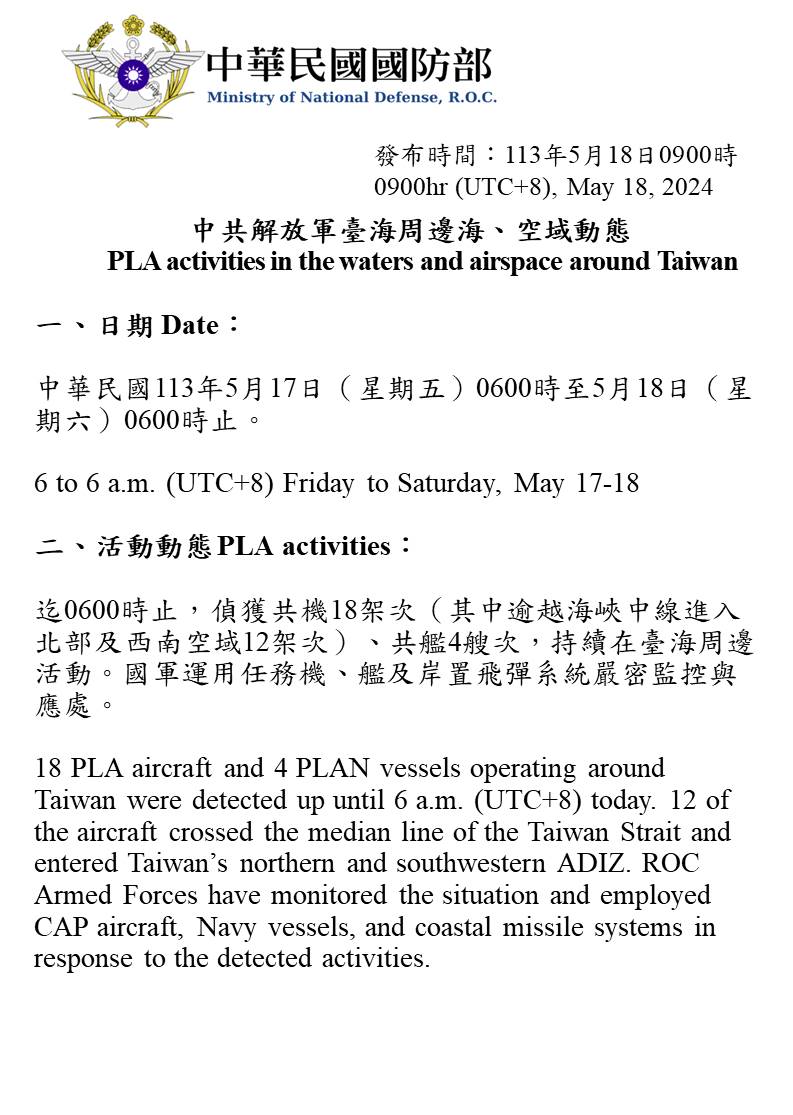 中華民國國防部
Ministry of National Defense, R.O.C.
發布時間：113年5月18日0900時
0900hr (UTC+8), May 18, 2024
中共解放軍臺海周邊海、空域動態
PLA activities in the waters and airspace around Taiwan
一、日期 Date：
中華民國113年5月17日（星期五）0600時至5月18日（星
期六）0600時止。
6 to 6 a.m. (UTC+8) Friday to Saturday, May 17-18
二、活動動態 PLA activities：
迄0600時止，偵獲共機18架次（其中逾越海峽中線進入
北部及西南空域12架次）、共艦4艘次，持續在臺海周邊
活動。國軍運用任務機、艦及岸置飛彈系統嚴密監控與
應處。
18 PLA aircraft and 4 PLAN vessels operating around
Taiwan were detected up until 6 a.m. (UTC+8) today. 12 of
the aircraft crossed the median line of the Taiwan Strait and
entered Taiwan’s northern and southwestern ADIZ. ROC
Armed Forces have monitored the situation and employed
CAP aircraft, Navy vessels, and coastal missile systems in
response to the detected activities.